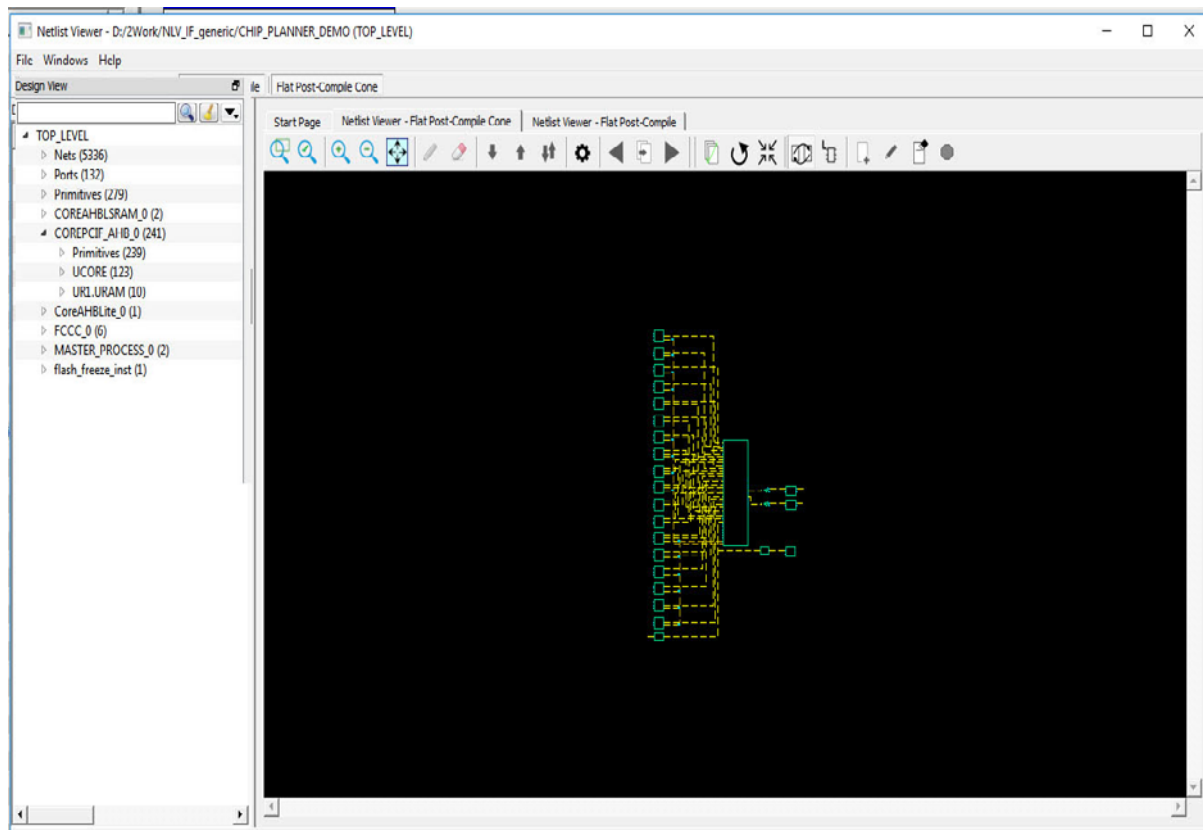 Netlist Viewer - D:/2Work/NLV_IF_generic/CHIP_PLANNER_DEMO (TOP_LEVEL)
File Windows Help
Design View
ile Flat Post-Compile Cone
Start Page Netlist Viewer - Flat Post-Compile Cone Netlist Viewer - Flat Post-Compile
TOP_LEVEL
Nets (5336)
Ports (132)
Primitives (279)
COREAHBLSRAM_0 (2)
COREPCIF_AHB_0 (241)
Primitives (239)
UCORE (123)
UR1.URAM (10)
CoreAHBLite_0 (1)
FCCC_0 (6)
MASTER_PROCESS_0 (2)
flash_freeze_inst (1)